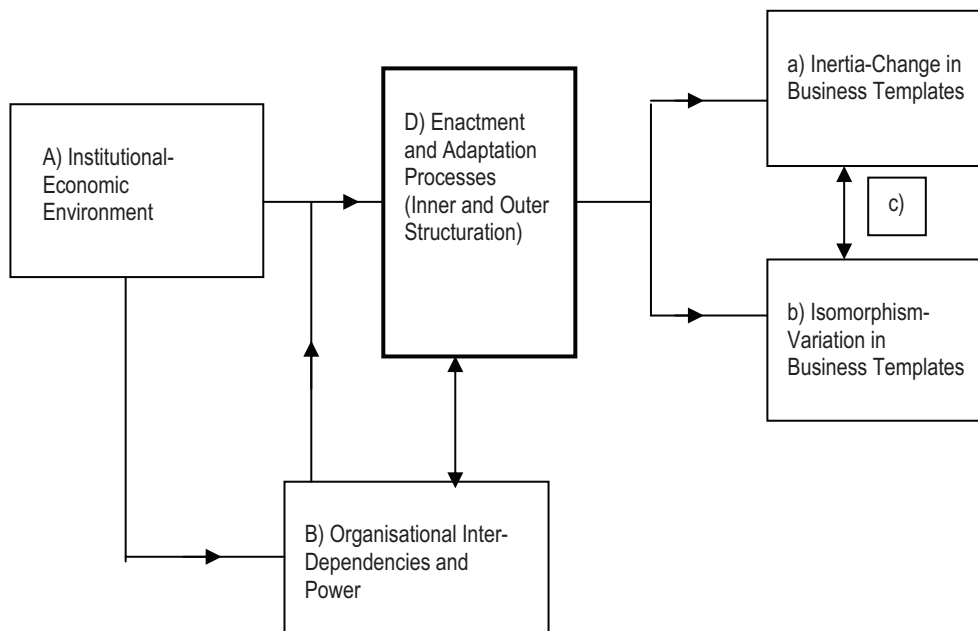 A) Institutional-
Economic
Environment
D) Enactment
and Adaptation
Processes
(Inner and Outer
Structuration)
a) Inertia-Change in
Business Templates
c)
b) Isomorphism-
Variation in
Business Templates
B) Organisational Inter-
Dependencies and
Power